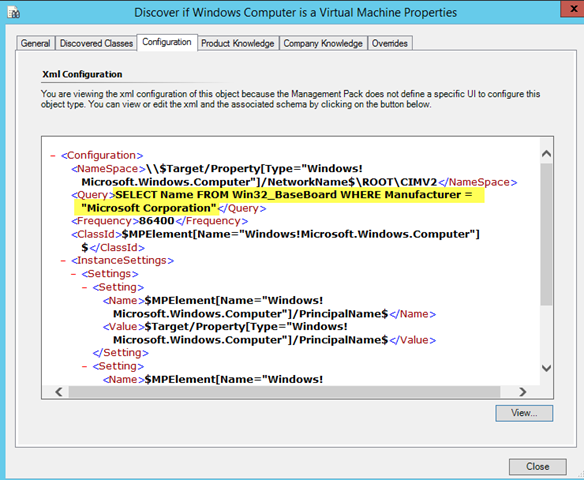 Discover if Windows Computer is a Virtual Machine Properties
x
General Discovered Classes Configuration Product Knowledge Company Knowledge Overrides
Xml Configuration
You are viewing the xml configuration of this object because the Management Pack does not define a specific UI to configure this
object type. You can view or edit the xml and the associated schema by clicking on the button below.
- <Configuration>
<NameSpace>\\$Target/Property[Type="Windows!
Microsoft.Windows.Computer"]/NetworkName$\ROOT\CIMV2</NameSpace>
<Query>SELECT Name FROM Win32_BaseBoard WHERE Manufacturer =
"Microsoft Corporation"</Query>
<Frequency>86400</Frequency>
<ClassId>$MPElement[Name="Windows!Microsoft.Windows.Computer"]
$</ClassId>
- <InstanceSettings>
- <Settings>
- <Setting>
<Name>$MPElement[Name="Windows!
Microsoft.Windows.Computer"]/PrincipalName$</Name>
<Value>$Target/Property[Type="Windows!
Microsoft.Windows.Computer"]/PrincipalName$</Value>
</Setting>
- <Setting>
<Name>$MPElement[Name="Windows!
View...
Close